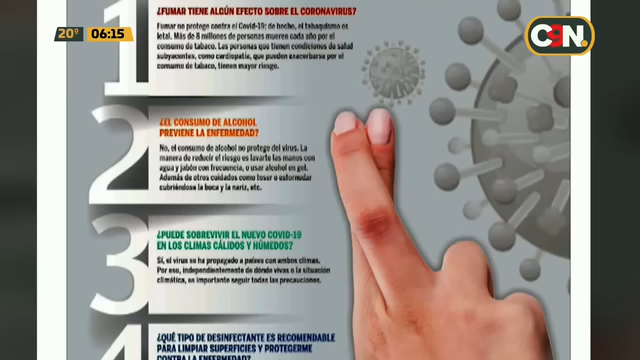 20° 06:15
C9N.
1
¿FUMAR TIENE ALGÚN EFECTO SOBRE EL CORONAVIRUS?
Fumar no protege contra el Covid-19; de hecho, el tabaquismo es
letal. Más de 8 millones de personas mueren cada año por el
consumo de tabaco. Las personas que tienen condiciones de salud
subyacentes, como cardiopatía, que pueden exacerbarse por el
consumo de tabaco, tienen mayor riesgo.
2
¿EL CONSUMO DE ALCOHOL
PREVIENE LA ENFERMEDAD?
No, el consumo de alcohol no protege del virus. La
manera de reducir el riesgo es lavarte las manos con
agua y jabón con frecuencia, o usar alcohol en gel.
Además de otros cuidados como toser o estornudar
cubriéndose la boca y la nariz, etc.
3
¿PUEDE SOBREVIVIR EL NUEVO COVID-19
EN LOS CLIMAS CÁLIDOS Y HÚMEDOS?
Sí, el virus se ha propagado a países con ambos climas.
Por eso, independientemente de dónde vivas o la situación
climática, es importante seguir todas las precauciones.
4
¿QUÉ TIPO DE DESINFECTANTE ES RECOMENDABLE
PARA LIMPIAR SUPERFICIES Y PROTEGERME
CONTRA LA ENFERMEDAD?